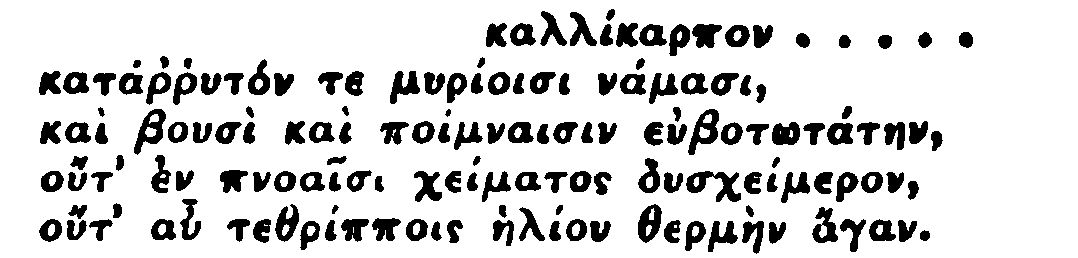 καλλίκαρπον . . . . .
κατάῤῥυτόν τε μυρίοισι νάμασι,
καὶ βουσὶ καὶ ποίμναισιν εὐβοτωτάτην,
οὔτ' ἐν πνοαῖσι χείματος δυσχείμερον,
οὔτ' αὖ τεθρίπποις ἡλίου θερμὴν ἄγαν.